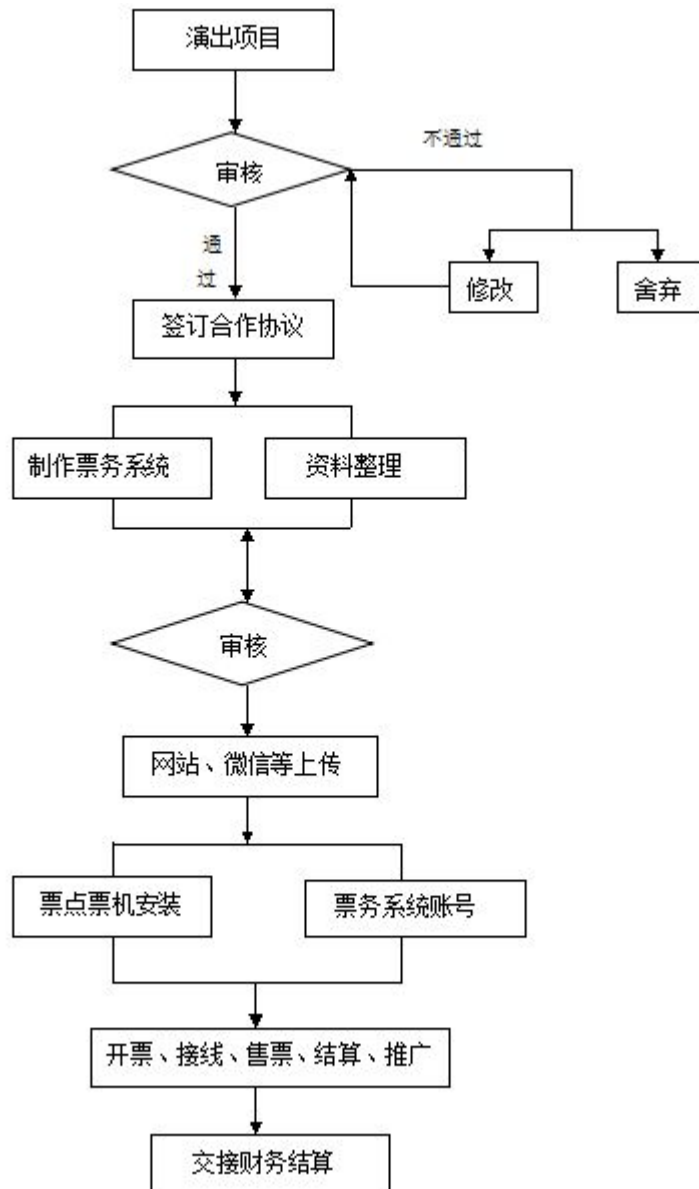 演出项目
审核
不通过
通
过
修改
舍弃
签订合作协议
制作票务系统
资料整理
审核
网站、微信等上传
票点票机安装
票务系统账号
开票、接线、售票、结算、推广
交接财务结算